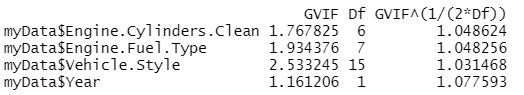 GVIF Df GVIF^(1/(2*Df))
myData$Engine.Cylinders.Clean 1.767825 6 1.048624
myData$Engine.Fuel.Type 1.934376 7 1.048256
myData$Vehicle.Style 2.533245 15 1.031468
myData$Year 1.161206 1 1.077593